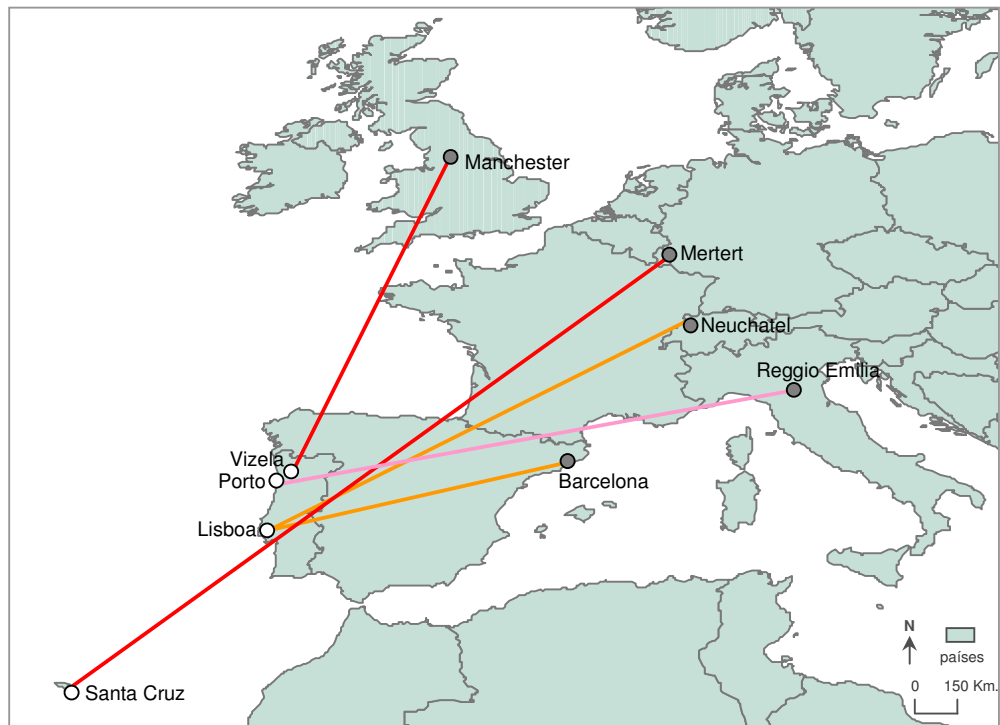 Manchester
Mertert
Neuchatel
Reggio Emilia
Vizela
Porto
Barcelona
Lisboa
Santa Cruz
N
países
0 150 Km.